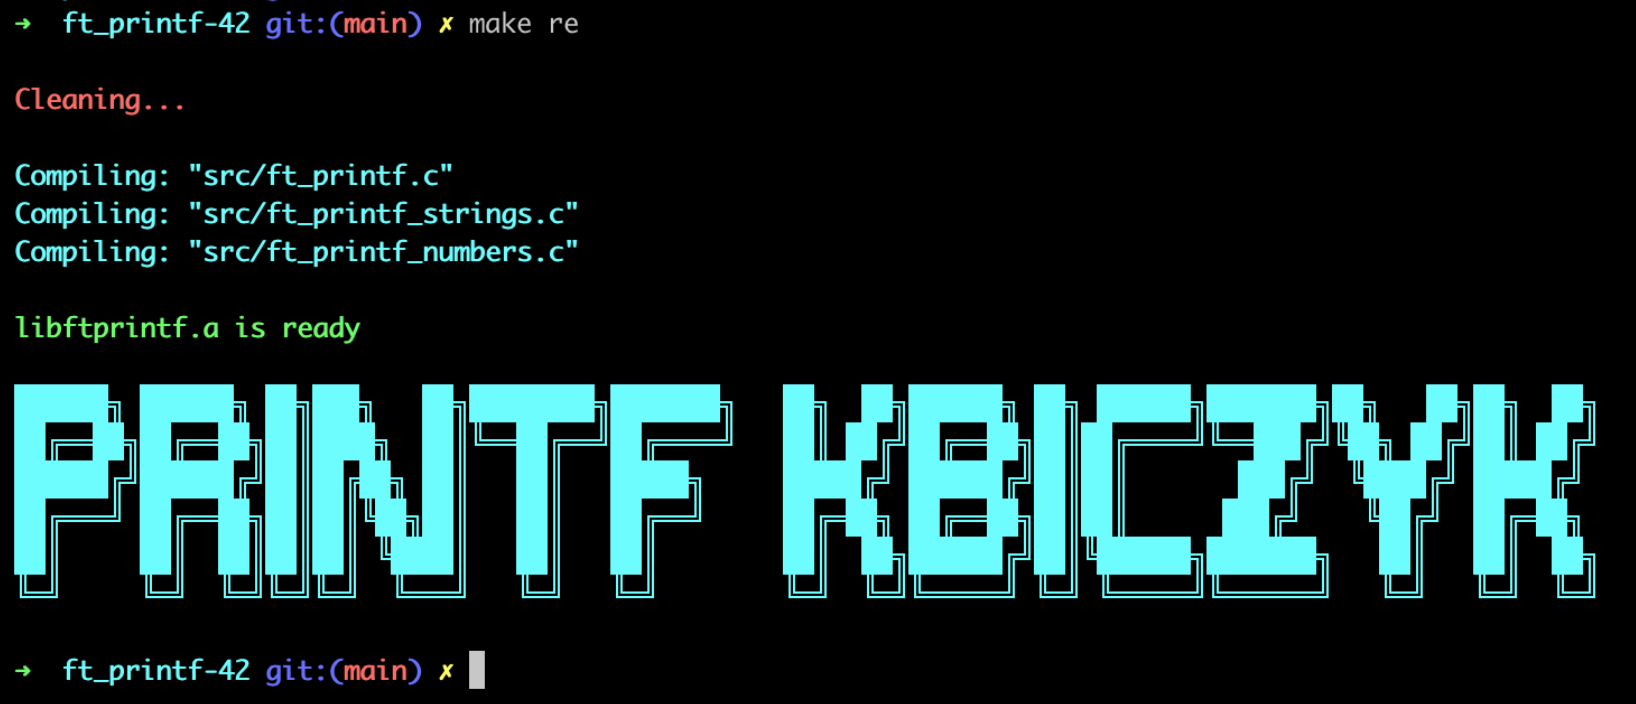 ➜  ft_printf-42 git:(main) ✗ make re
Cleaning...
Compiling: "src/ft_printf.c"
Compiling: "src/ft_printf_strings.c"
Compiling: "src/ft_printf_numbers.c"
libftprintf.a is ready
PRINTF KBICZYK
➜  ft_printf-42 git:(main) ✗